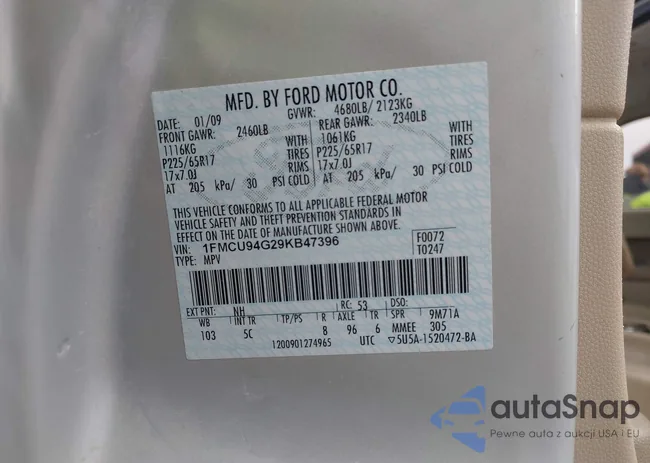 MFD. BY FORD MOTOR CO.
DATE: 01/09 GVWR: 4680LB/ 2123KG
FRONT GAWR: 2460LB REAR GAWR: 2340LB
1116KG WITH 1061KG WITH
P225/65R17 TIRES P225/65R17 TIRES
17x7.0J RIMS 17x7.0J RIMS
AT 205 kPa/ 30 PSI COLD AT 205 kPa/ 30 PSI COLD
THIS VEHICLE CONFORMS TO ALL APPLICABLE FEDERAL MOTOR
VEHICLE SAFETY AND THEFT PREVENTION STANDARDS IN
EFFECT ON THE DATE OF MANUFACTURE SHOWN ABOVE.
VIN: 1FMCU94G29KB47396 F0072
TYPE: MPV T0247
EXT PNT: NH RC: 53 DSO:
WB INT TR TP/PS R AXLE TR SPR 9M71A
103 5C B 96 6 MMEE 305
1200901274965 UTC ▽5U5A-1520472-BA
autaSnap
Pewne auta z aukcji USA i EU